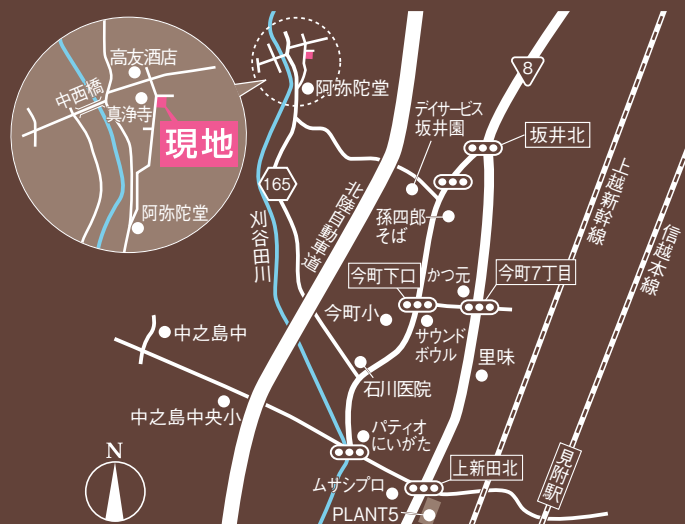 高友酒店
中西橋
真浄寺
現地
阿弥陀堂
阿弥陀堂
8
デイサービス
坂井園
坂井北
165
北陸自動車道
刈谷田川
孫四郎
そば
上越新幹線
信越本線
今町下口
かつ元
今町7丁目
今町小
サウンド
ボウル
中之島中
石川医院
里味
中之島中央小
パティオ
にいがた
上新田北
見附駅
ムサシプロ
PLANT5
N